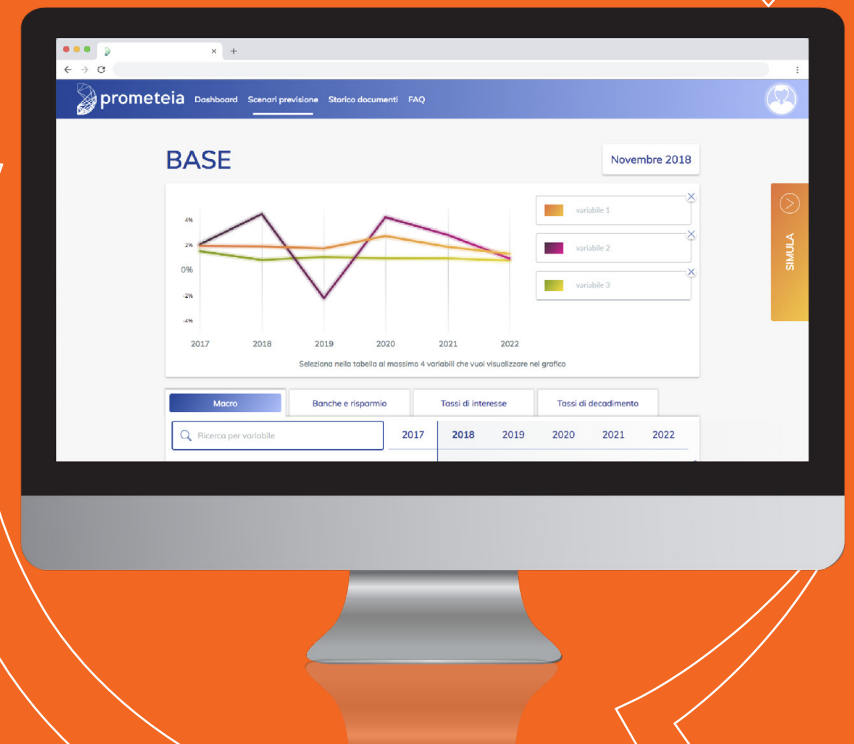 prometeia Dashboard Scenari previsione Storico documenti FAQ
BASE
Novembre 2018
4%
2%
0%
-2%
-4%
2017 2018 2019 2020 2021 2022
variabile 1
variabile 2
variabile 3
Seleziona nella tabella al massimo 4 variabili che vuoi visualizzare nel grafico
SIMULA
Macro Banche e risparmio Tassi di interesse Tassi di decadimento
Ricerca per variabile 2017 2018 2019 2020 2021 2022